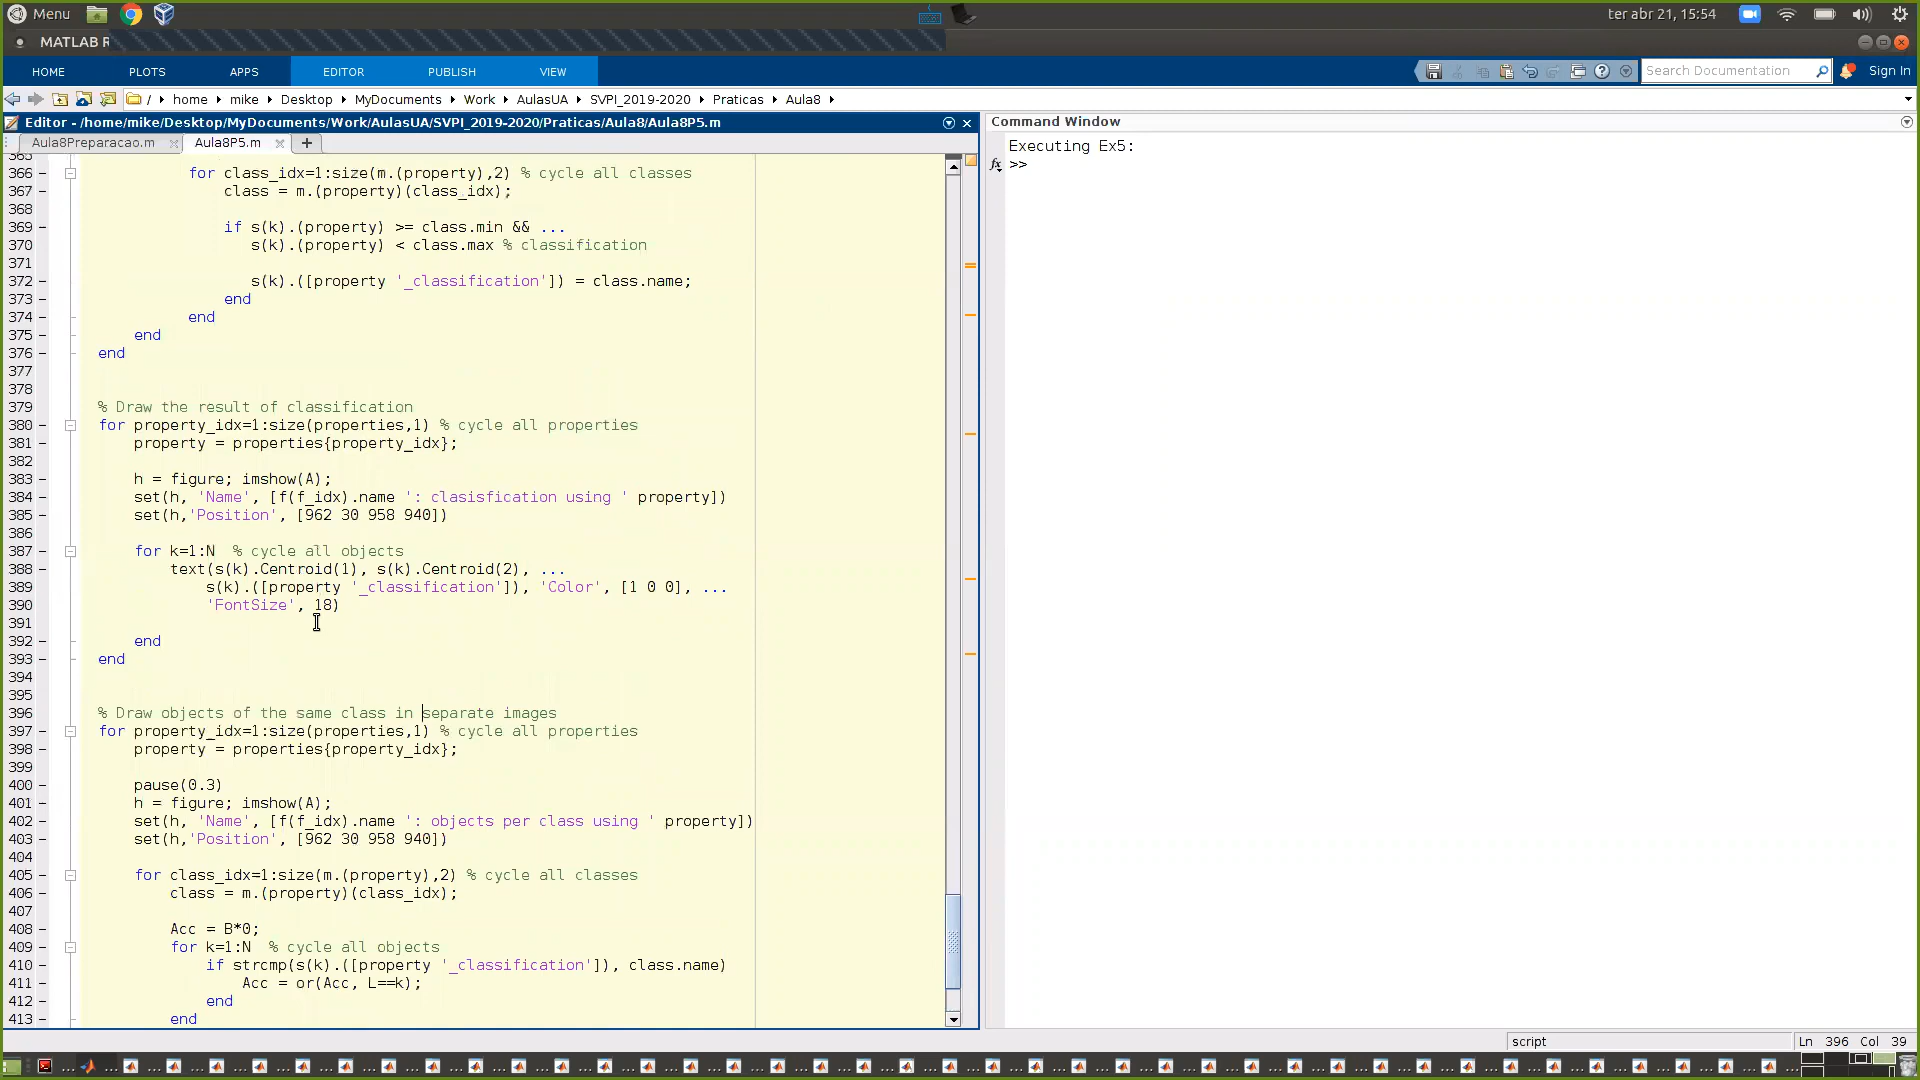 Menu
ter abr 21, 15:54
MATLAB R
HOME PLOTS APPS EDITOR PUBLISH VIEW
Search Documentation
Sign In
/ home mike Desktop MyDocuments Work AulasUA SVPI_2019-2020 Praticas Aula8
Editor - /home/mike/Desktop/MyDocuments/Work/AulasUA/SVPI_2019-2020/Praticas/Aula8/Aula8P5.m
Command Window
Aula8Preparacao.m Aula8P5.m +
Executing Ex5:
fx >>
365
366 for class_idx=1:size(m.(property),2) % cycle all classes
367 class = m.(property)(class_idx);
368
369 if s(k).(property) >= class.min && ...
370 s(k).(property) < class.max % classification
371
372 s(k).([property '_classification']) = class.name;
373 end
374 end
375 end
376 end
377
378
379 % Draw the result of classification
380 for property_idx=1:size(properties,1) % cycle all properties
381 property = properties{property_idx};
382
383 h = figure; imshow(A);
384 set(h, 'Name', [f(f_idx).name ': clasisfication using ' property])
385 set(h,'Position', [962 30 958 940])
386
387 for k=1:N % cycle all objects
388 text(s(k).Centroid(1), s(k).Centroid(2), ...
389 s(k).([property '_classification']), 'Color', [1 0 0], ...
390 'FontSize', 18)
391
392 end
393 end
394
395
396 % Draw objects of the same class in separate images
397 for property_idx=1:size(properties,1) % cycle all properties
398 property = properties{property_idx};
399
400 pause(0.3)
401 h = figure; imshow(A);
402 set(h, 'Name', [f(f_idx).name ': objects per class using ' property])
403 set(h,'Position', [962 30 958 940])
404
405 for class_idx=1:size(m.(property),2) % cycle all classes
406 class = m.(property)(class_idx);
407
408 Acc = B*0;
409 for k=1:N % cycle all objects
410 if strcmp(s(k).([property '_classification']), class.name)
411 Acc = or(Acc, L==k);
412 end
413 end
script
Ln 396 Col 39